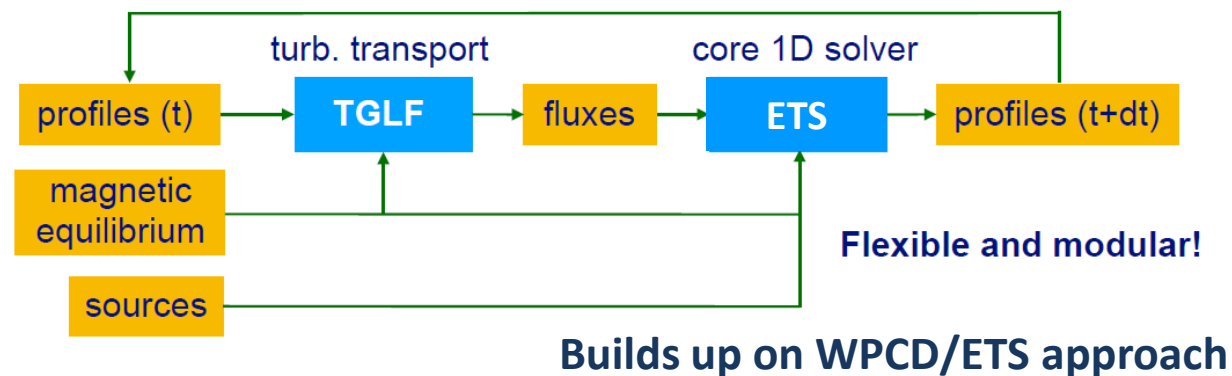 turb. transport
core 1D solver
profiles (t)
TGLF
fluxes
ETS
profiles (t+dt)
magnetic
equilibrium
Flexible and modular!
sources
Builds up on WPCD/ETS approach